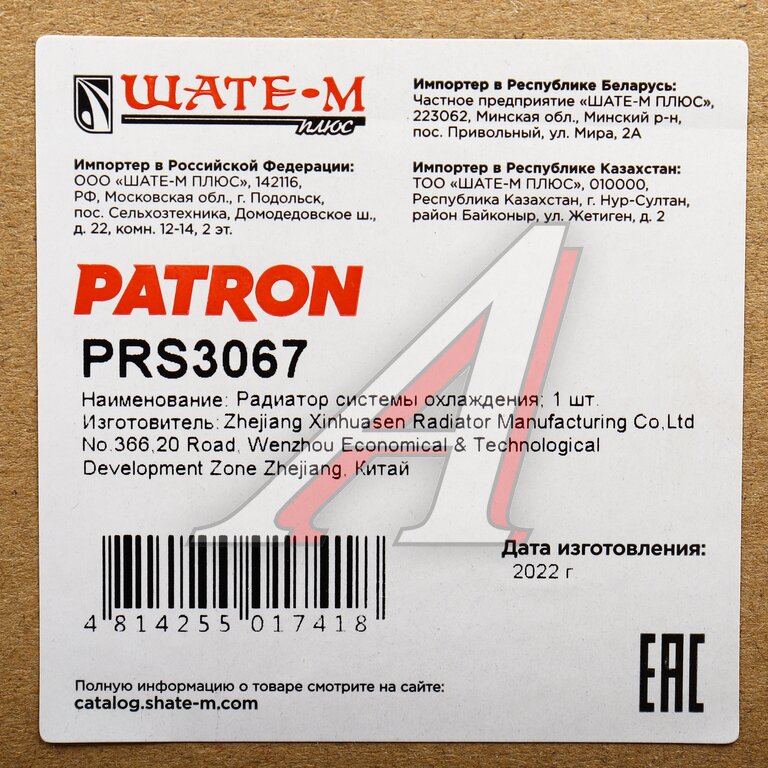 ШАТЕ-М
плюс
Импортер в Республике Беларусь:
Частное предприятие «ШАТЕ-М ПЛЮС»,
223062, Минская обл., Минский р-н,
пос. Привольный, ул. Мира, 2А
Импортер в Российской Федерации:
ООО «ШАТЕ-М ПЛЮС», 142116,
РФ, Московская обл., г. Подольск,
пос. Сельхозтехника, Домодедовское ш.,
д. 22, комн. 12-14, 2 эт.
Импортер в Республике Казахстан:
ТОО «ШАТЕ-М ПЛЮС», 010000,
Республика Казахстан, г. Нур-Султан,
район Байконыр, ул. Жетиген, д. 2
PATRON
PRS3067
Наименование: Радиатор системы охлаждения; 1 шт.
Изготовитель: Zhejiang Xinhuasen Radiator Manufacturing Co,Ltd
No.366,20 Road, Wenzhou Economical & Technological
Development Zone Zhejiang, Китай
Дата изготовления:
2022 г
4 814255 017418
EAC
Полную информацию о товаре смотрите на сайте:
catalog.shate-m.com